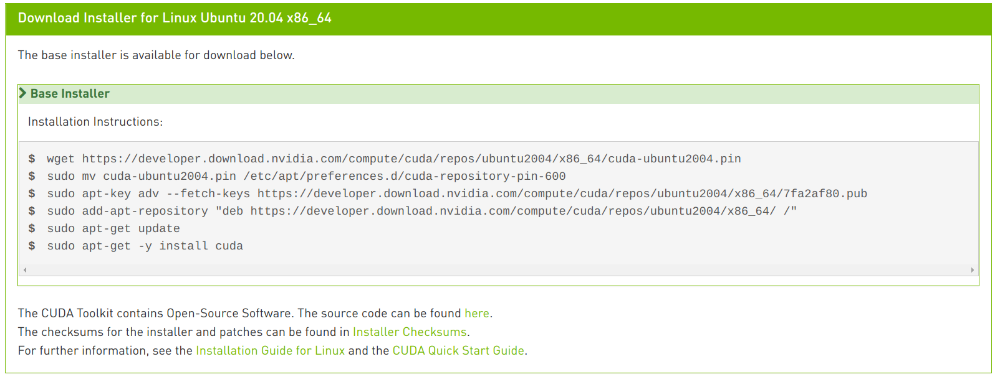 Download Installer for Linux Ubuntu 20.04 x86_64
The base installer is available for download below.
Base Installer
Installation Instructions:
$ wget https://developer.download.nvidia.com/compute/cuda/repos/ubuntu2004/x86_64/cuda-ubuntu2004.pin
$ sudo mv cuda-ubuntu2004.pin /etc/apt/preferences.d/cuda-repository-pin-600
$ sudo apt-key adv --fetch-keys https://developer.download.nvidia.com/compute/cuda/repos/ubuntu2004/x86_64/7fa2af80.pub
$ sudo add-apt-repository "deb https://developer.download.nvidia.com/compute/cuda/repos/ubuntu2004/x86_64/ /"
$ sudo apt-get update
$ sudo apt-get -y install cuda
The CUDA Toolkit contains Open-Source Software. The source code can be found here.
The checksums for the installer and patches can be found in Installer Checksums.
For further information, see the Installation Guide for Linux and the CUDA Quick Start Guide.